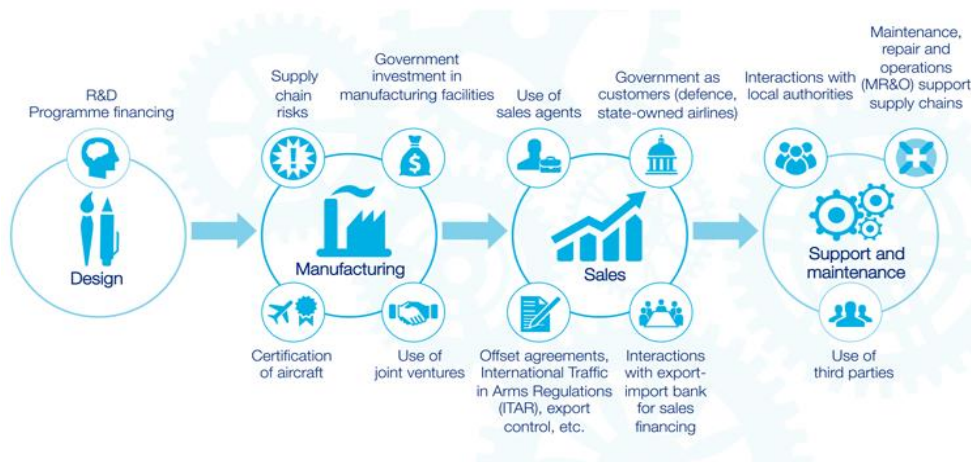 R&D
Programme financing
Design
Supply
chain
risks
Government
investment in
manufacturing facilities
Manufacturing
Certification
of aircraft
Use of
joint ventures
Use of
sales agents
Government as
customers (defence,
state-owned airlines)
Sales
Offset agreements,
International Traffic
in Arms Regulations
(ITAR), export
control, etc.
Interactions
with export-
import bank
for sales
financing
Interactions with
local authorities
Maintenance,
repair and
operations
(MR&O) support
supply chains
Support and
maintenance
Use of
third parties